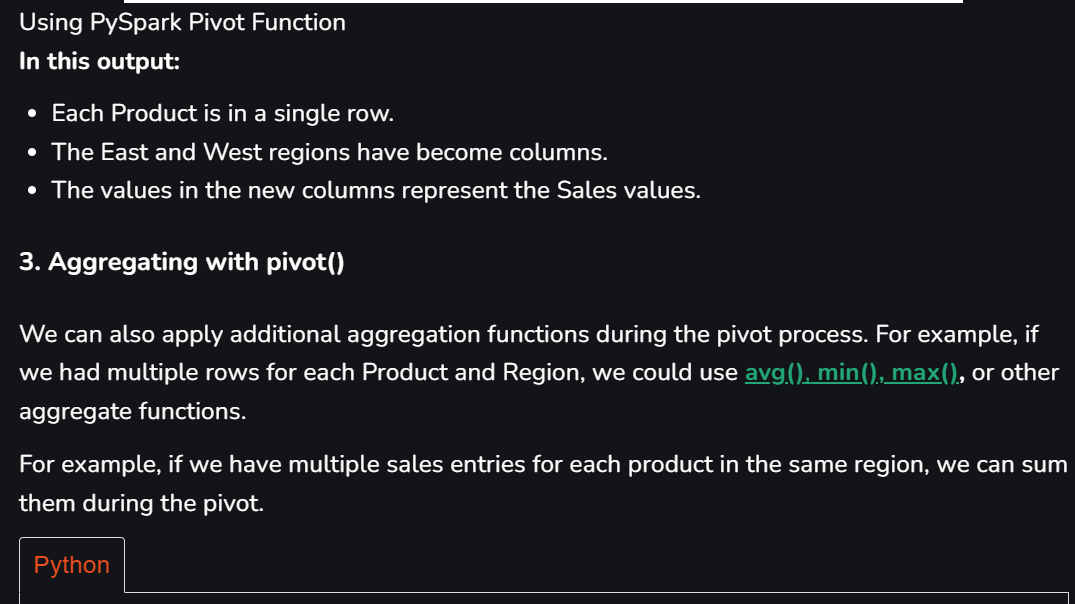 Using PySpark Pivot Function
In this output:
• Each Product is in a single row.
• The East and West regions have become columns.
• The values in the new columns represent the Sales values.
3. Aggregating with pivot()
We can also apply additional aggregation functions during the pivot process. For example, if
we had multiple rows for each Product and Region, we could use avg(), min(), max(), or other
aggregate functions.
For example, if we have multiple sales entries for each product in the same region, we can sum
them during the pivot.
Python